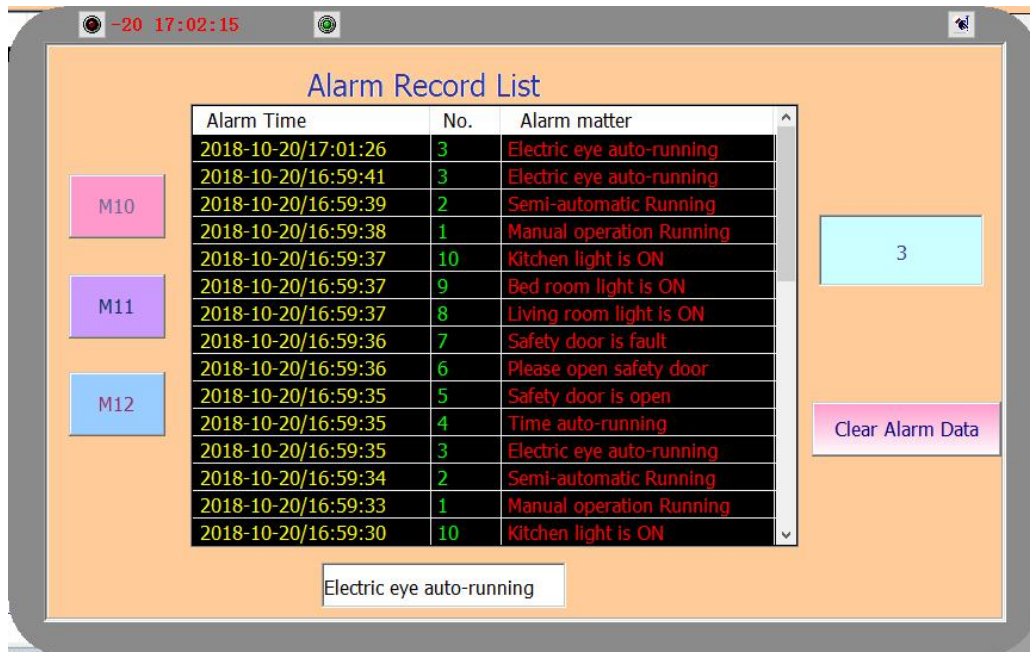 -20 17:02:15
Alarm Record List
Alarm Time No. Alarm matter
2018-10-20/17:01:26 3 Electric eye auto-running
2018-10-20/16:59:41 3 Electric eye auto-running
2018-10-20/16:59:39 2 Semi-automatic Running
2018-10-20/16:59:38 1 Manual operation Running
2018-10-20/16:59:37 10 Kitchen light is ON
2018-10-20/16:59:37 9 Bed room light is ON
2018-10-20/16:59:37 8 Living room light is ON
2018-10-20/16:59:36 7 Safety door is fault
2018-10-20/16:59:36 6 Please open safety door
2018-10-20/16:59:35 5 Safety door is open
2018-10-20/16:59:35 4 Time auto-running
2018-10-20/16:59:35 3 Electric eye auto-running
2018-10-20/16:59:34 2 Semi-automatic Running
2018-10-20/16:59:33 1 Manual operation Running
2018-10-20/16:59:30 10 Kitchen light is ON
M10
M11
M12
3
Clear Alarm Data
Electric eye auto-running